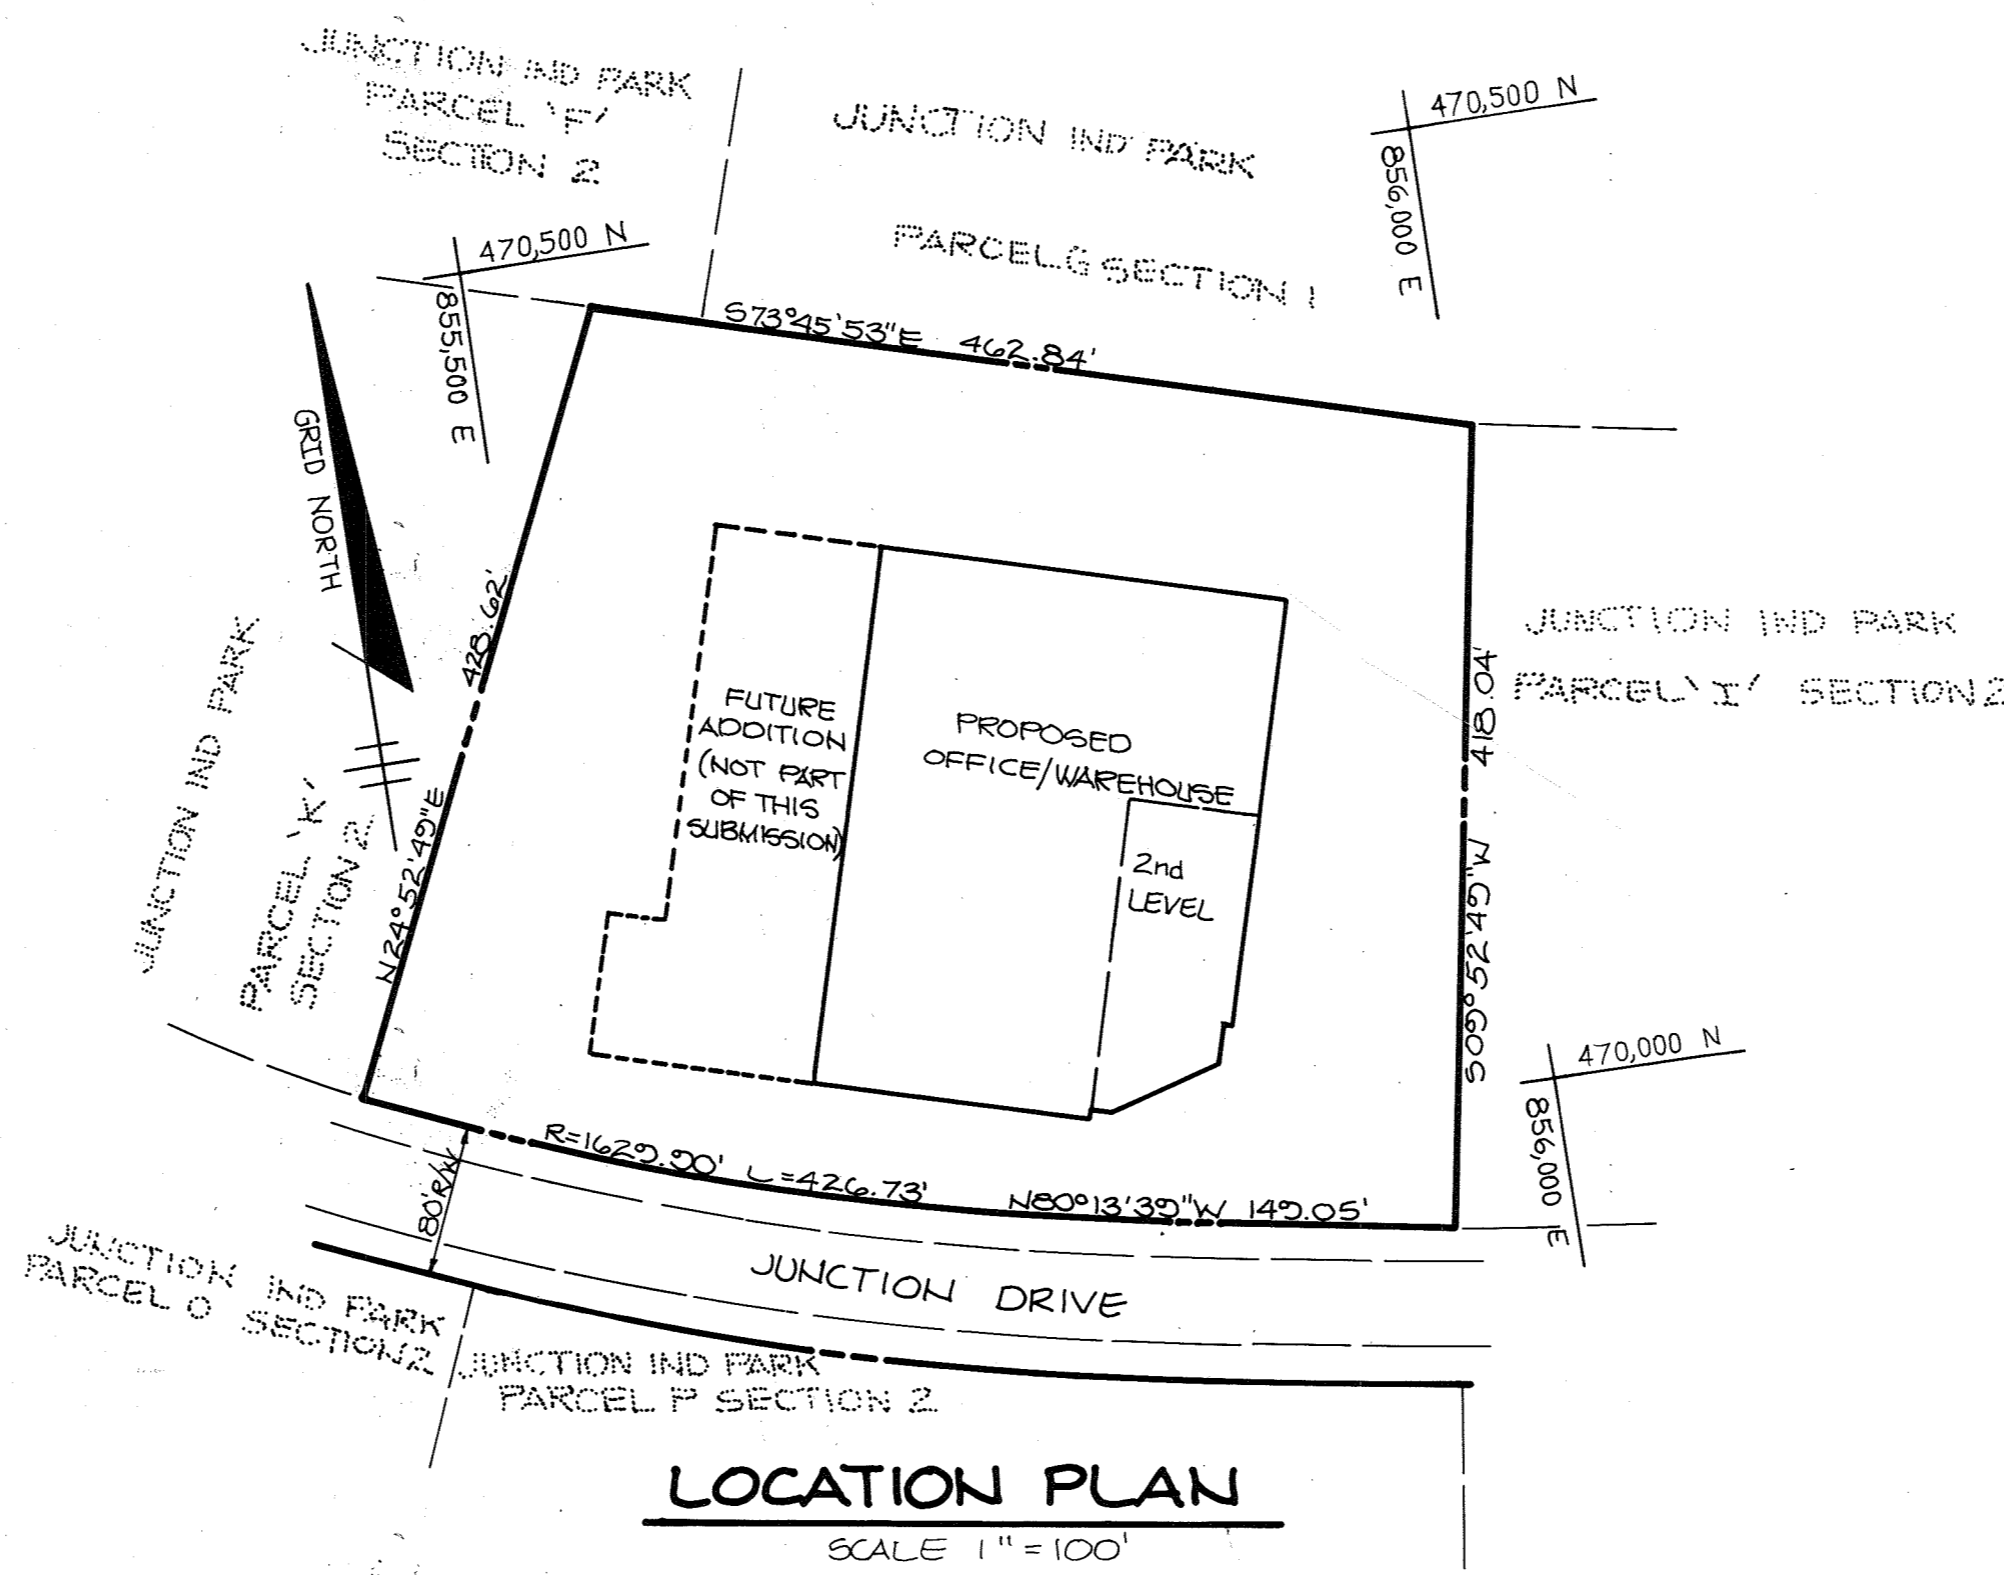 JUNCTION IND PARK
PARCEL 'F'
SECTION 2
JUNCTION IND PARK
PARCEL G SECTION 1
470,500 N
856,000 E
470,500 N
855,500 E
GRID NORTH
S73°45'53"E 462.84'
428.62'
N24°52'49"E
JUNCTION IND PARK
PARCEL 'K'
SECTION 2
FUTURE
ADDITION
(NOT PART
OF THIS
SUBMISSION)
PROPOSED
OFFICE/WAREHOUSE
2nd
LEVEL
418.04'
S09°52'49"W
JUNCTION IND PARK
PARCEL 'I' SECTION 2
470,000 N
856,000 E
R=1629.90' L=426.73'
N80°13'39"W 149.05'
80' R/W
JUNCTION DRIVE
JUNCTION IND PARK
PARCEL O SECTION 2
JUNCTION IND PARK
PARCEL P SECTION 2
LOCATION PLAN
SCALE 1"=100'